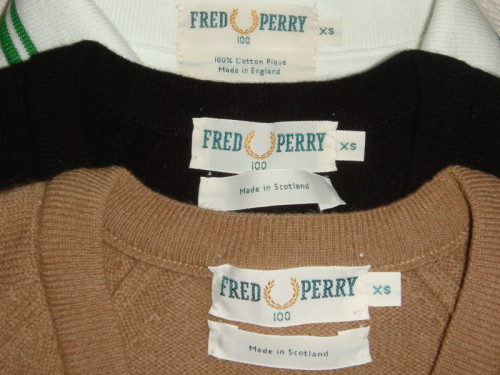 FRED PERRY
100
XS
100% Cotton Pique
Made in England
FRED PERRY
100
XS
Made in Scotland
FRED PERRY
100
XS
Made in Scotland